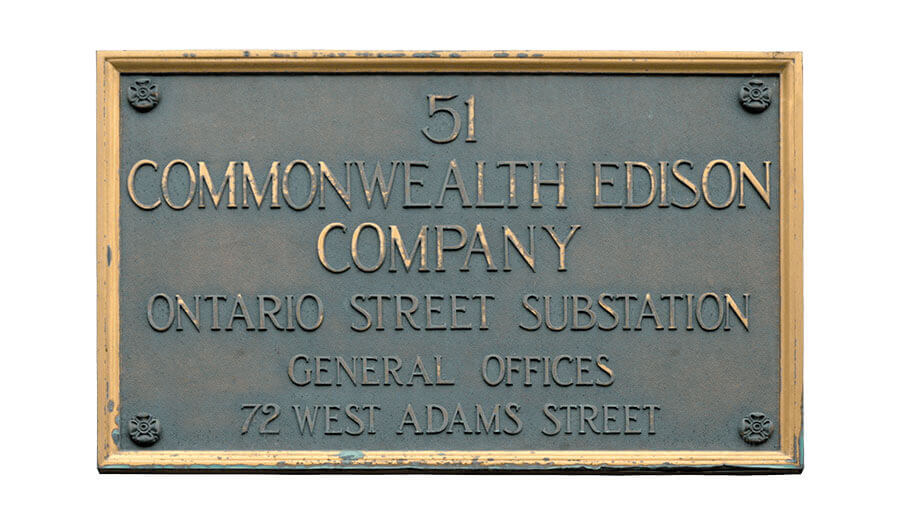 51
COMMONWEALTH EDISON
COMPANY
ONTARIO STREET SUBSTATION
GENERAL OFFICES
72 WEST ADAMS STREET